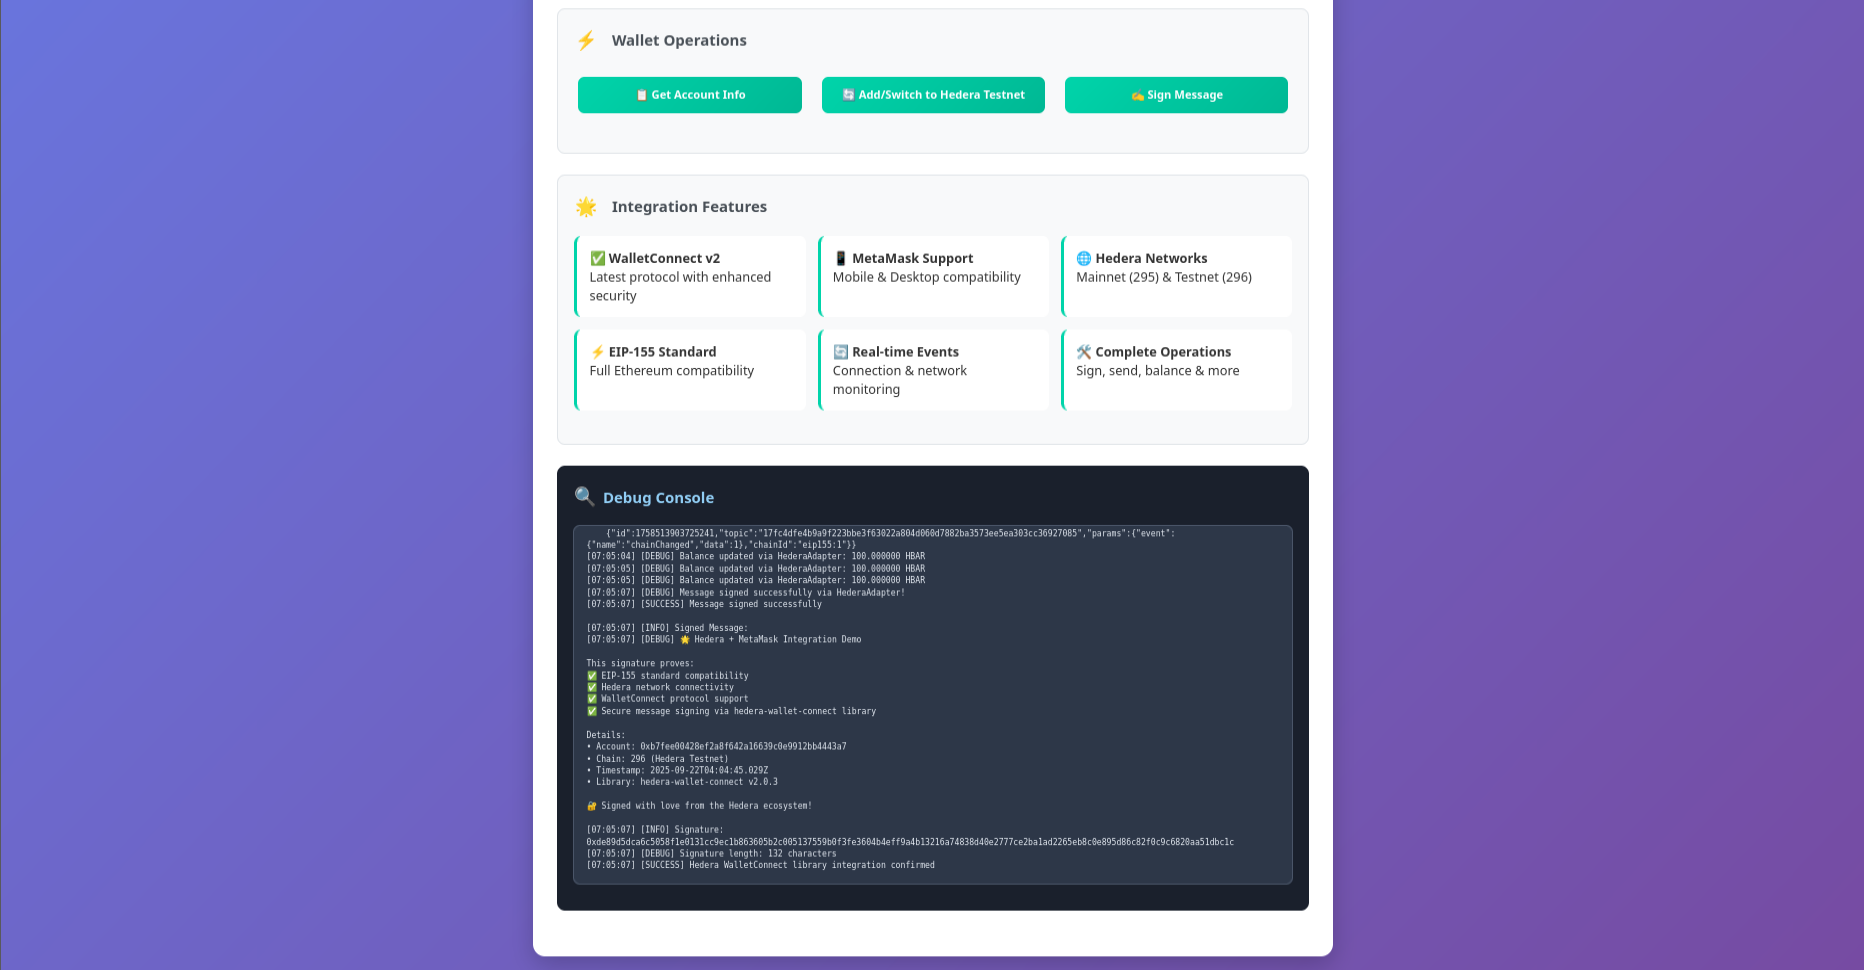 ⚡ Wallet Operations
📋 Get Account Info
🔄 Add/Switch to Hedera Testnet
✍️ Sign Message
🌟 Integration Features
✅ WalletConnect v2
Latest protocol with enhanced
security
📱 MetaMask Support
Mobile & Desktop compatibility
🌐 Hedera Networks
Mainnet (295) & Testnet (296)
⚡ EIP-155 Standard
Full Ethereum compatibility
🔄 Real-time Events
Connection & network
monitoring
🛠️ Complete Operations
Sign, send, balance & more
🔍 Debug Console
{"id":1758513903725241,"topic":"17fc4dfe4b9a9f223bbe3f63022a804d060d7882ba3573ee5ea303cc36927085","params":{"event":
{"name":"chainChanged","data":1},"chainId":"eip155:1"}}
[07:05:04] [DEBUG] Balance updated via HederaAdapter: 100.000000 HBAR
[07:05:05] [DEBUG] Balance updated via HederaAdapter: 100.000000 HBAR
[07:05:05] [DEBUG] Balance updated via HederaAdapter: 100.000000 HBAR
[07:05:07] [DEBUG] Message signed successfully via HederaAdapter!
[07:05:07] [SUCCESS] Message signed successfully
[07:05:07] [INFO] Signed Message:
[07:05:07] [DEBUG] 🌟 Hedera + MetaMask Integration Demo
This signature proves:
✅ EIP-155 standard compatibility
✅ Hedera network connectivity
✅ WalletConnect protocol support
✅ Secure message signing via hedera-wallet-connect library
Details:
• Account: 0xb7fee00428ef2a8f642a16639c0e9912bb4443a7
• Chain: 296 (Hedera Testnet)
• Timestamp: 2025-09-22T04:04:45.029Z
• Library: hedera-wallet-connect v2.0.3
🔐 Signed with love from the Hedera ecosystem!
[07:05:07] [INFO] Signature:
0xde89d5dca6c5058f1e0131cc9ec1b863605b2c005137559b0f3fe3604b4eff9a4b13216a74838d40e2777ce2ba1ad2265eb8c0e895d86c82f0c9c6820aa51dbc1c
[07:05:07] [DEBUG] Signature length: 132 characters
[07:05:07] [SUCCESS] Hedera WalletConnect library integration confirmed